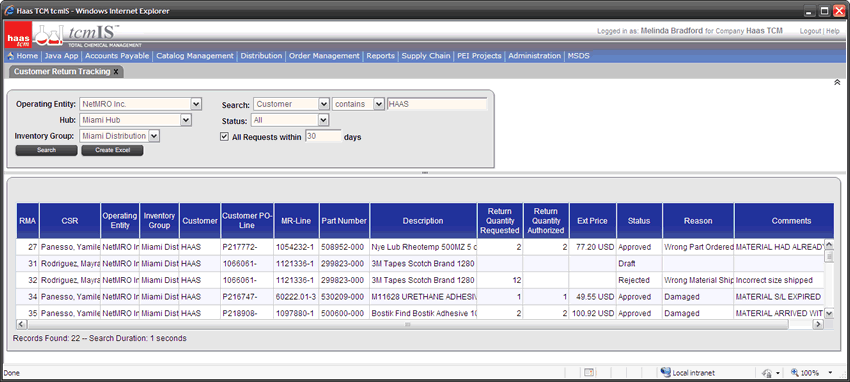 Haas TCM tcmIS - Windows Internet Explorer
haas tcm tcmIS TOTAL CHEMICAL MANAGEMENT
Logged in as: Melinda Bradford for Company Haas TCM Logout | Help
Home | Java App | Accounts Payable | Catalog Management | Distribution | Order Management | Reports | Supply Chain | PEI Projects | Administration | MSDS
Customer Return Tracking X
Operating Entity: NetMRO Inc. Search: Customer contains HAAS
Hub: Miami Hub Status: All
Inventory Group: Miami Distribution All Requests within 30 days
Search Create Excel
RMA CSR Operating Entity Inventory Group Customer Customer PO-Line MR-Line Part Number Description Return Quantity Requested Return Quantity Authorized Ext Price Status Reason Comments
27 Panesso, Yamile NetMRO In Miami Dist HAAS P217772- 1054232-1 508952-000 Nye Lub Rheotemp 500MZ 5 c 2 2 77.20 USD Approved Wrong Part Ordered MATERIAL HAD ALREADY
31 Rodriguez, Mayra NetMRO In Miami Dist HAAS 1066061- 1121336-1 299823-000 3M Tapes Scotch Brand 1280 Draft
32 Rodriguez, Mayra NetMRO In Miami Dist HAAS 1066061- 1121336-1 299823-000 3M Tapes Scotch Brand 1280 12 Rejected Wrong Material Ship Incorrect size shipped
34 Panesso, Yamile NetMRO In Miami Dist HAAS P216747- 60222.01-3 530209-000 M11628 URETHANE ADHESIV 1 1 49.55 USD Approved Damaged MATERIAL S/L EXPIRED
35 Panesso, Yamile NetMRO In Miami Dist HAAS P218908- 1097880-1 500600-000 Bostik Find Bostik Adhesive 10 2 2 100.92 USD Approved Damaged MATERIAL ARRIVED WIT
Records Found: 22 -- Search Duration: 1 seconds
Done Local intranet 100%